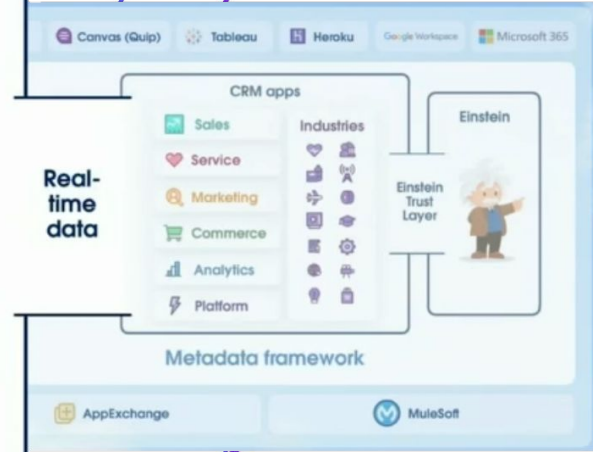 Canvas (Quip)
Tableau
Heroku
Google Workspace
Microsoft 365
CRM apps
Sales
Service
Marketing
Commerce
Analytics
Platform
Industries
Real-
time
data
Einstein
Trust
Layer
Einstein
Metadata framework
AppExchange
MuleSoft